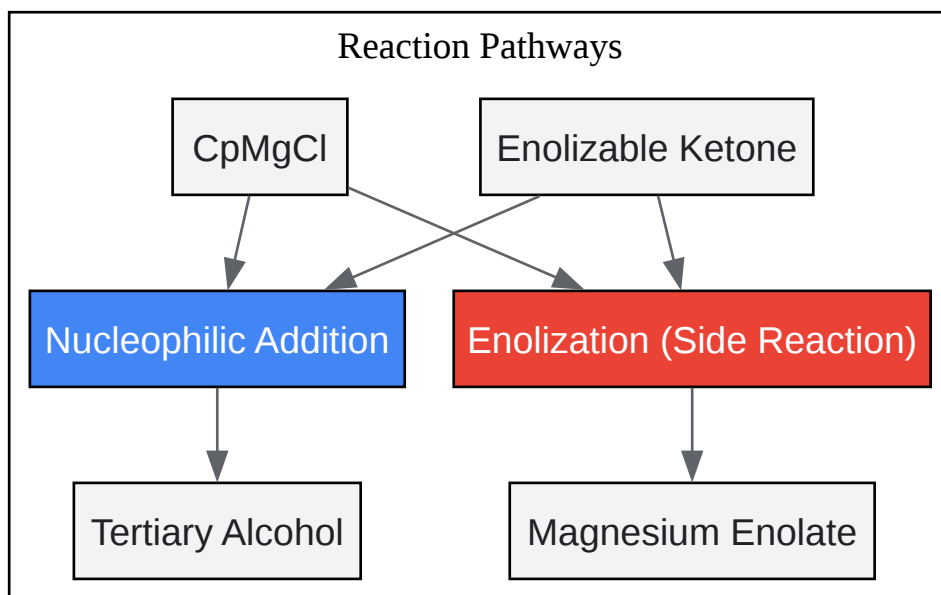 Reaction Pathways
CpMgCl
Enolizable Ketone
Nucleophilic Addition
Enolization (Side Reaction)
Tertiary Alcohol
Magnesium Enolate